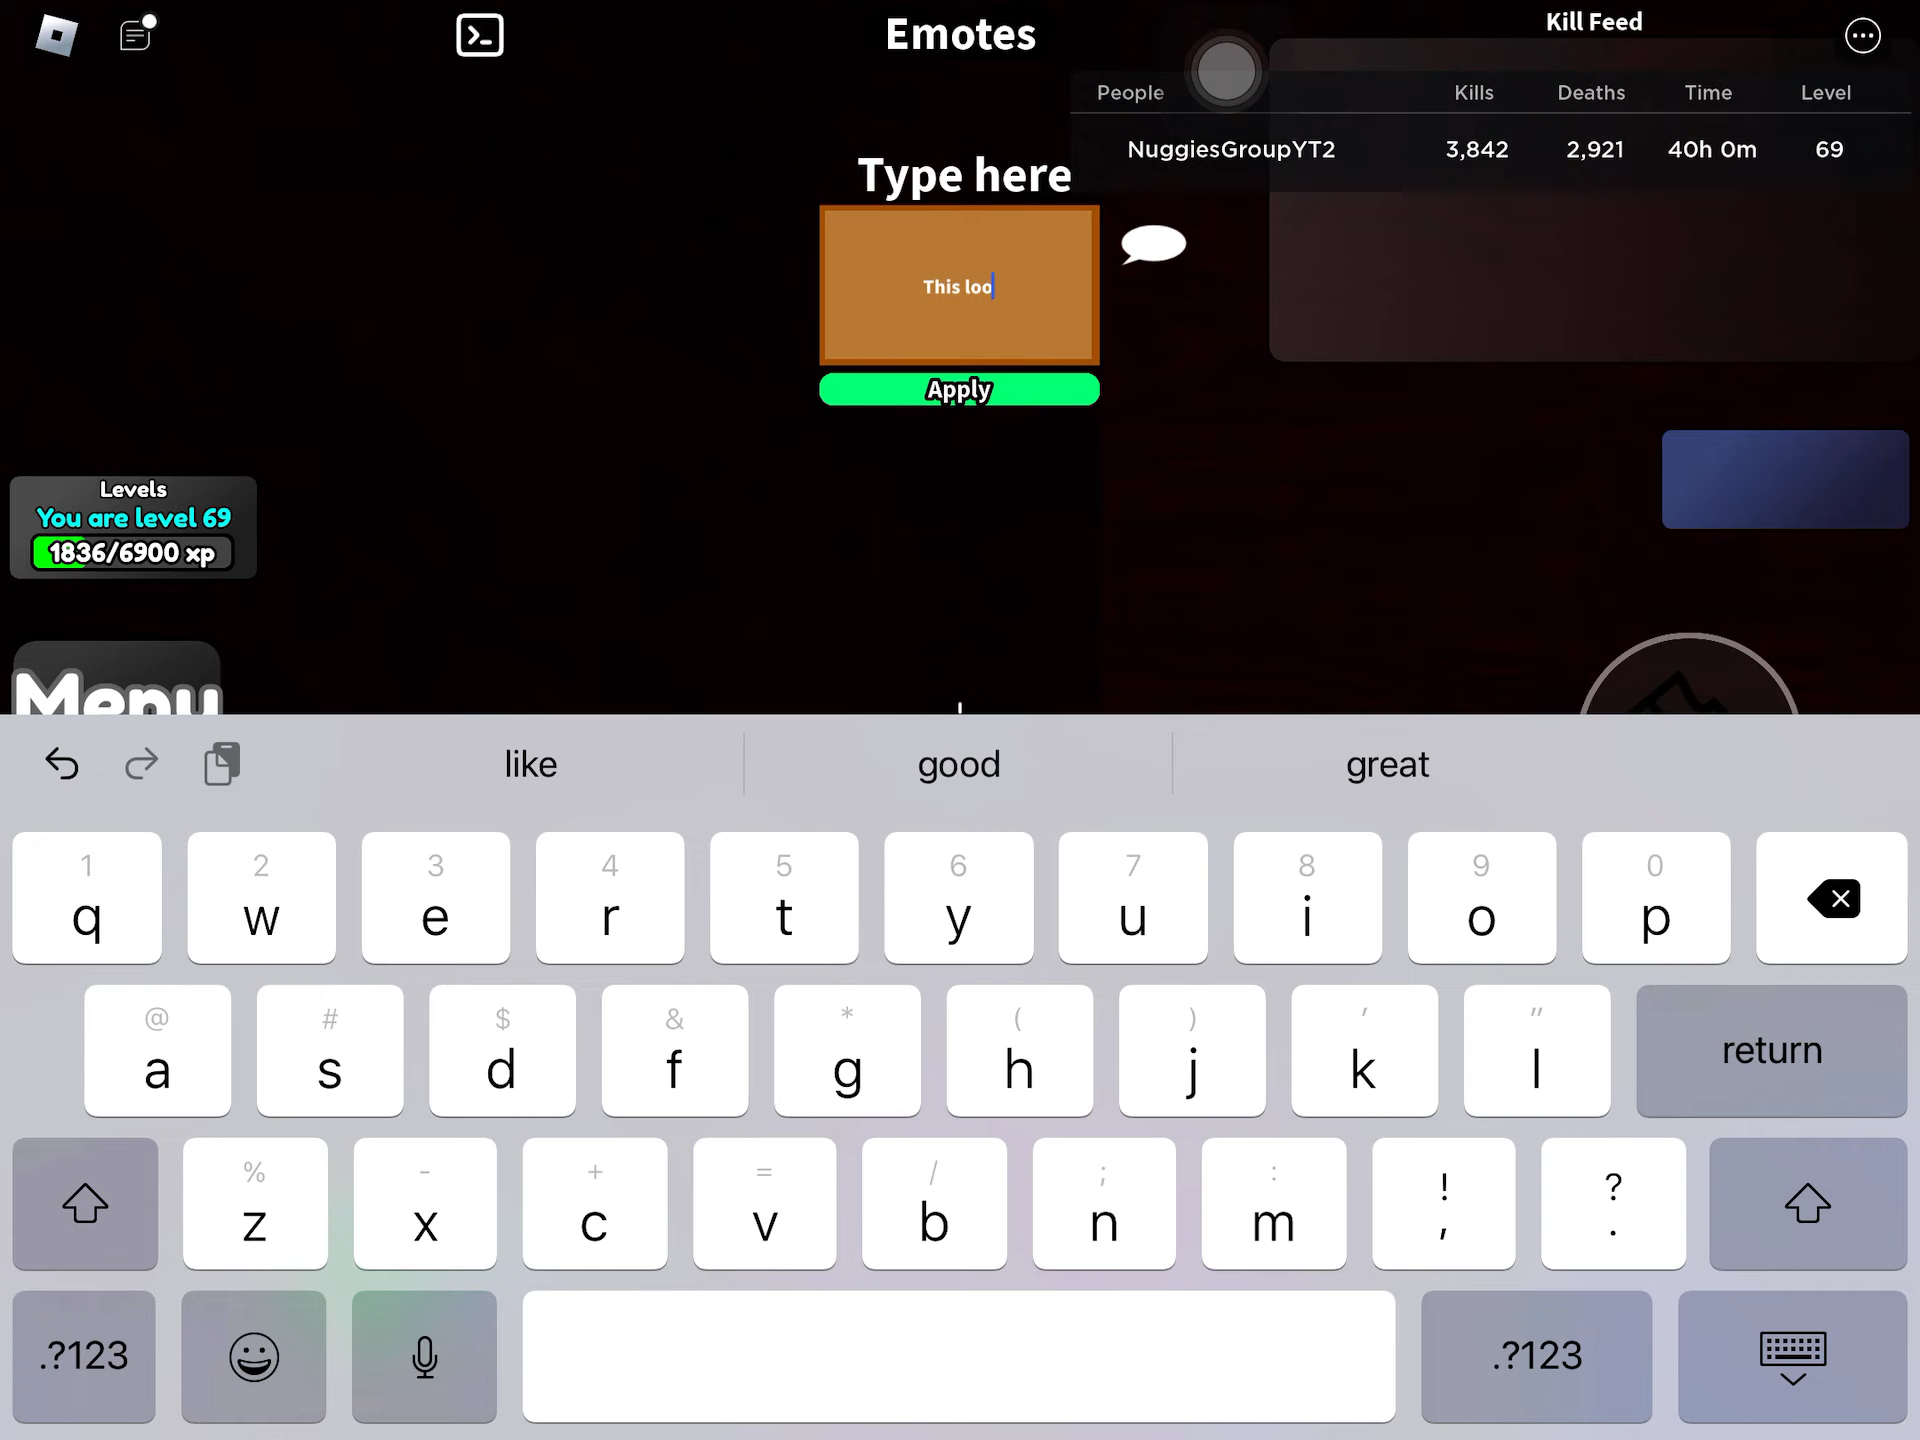 Emotes
Kill Feed
People Kills Deaths Time Level
NuggiesGroupYT2 3,842 2,921 40h 0m 69
Type here
This loo
Apply
Levels
You are level 69
1836/6900 xp
Menu
like good great
1 2 3 4 5 6 7 8 9 0
q w e r t y u i o p
@ # $ & * ( ) ' "
a s d f g h j k l return
% - + = / ; : ! ?
z x c v b n m , .
.?123 .?123